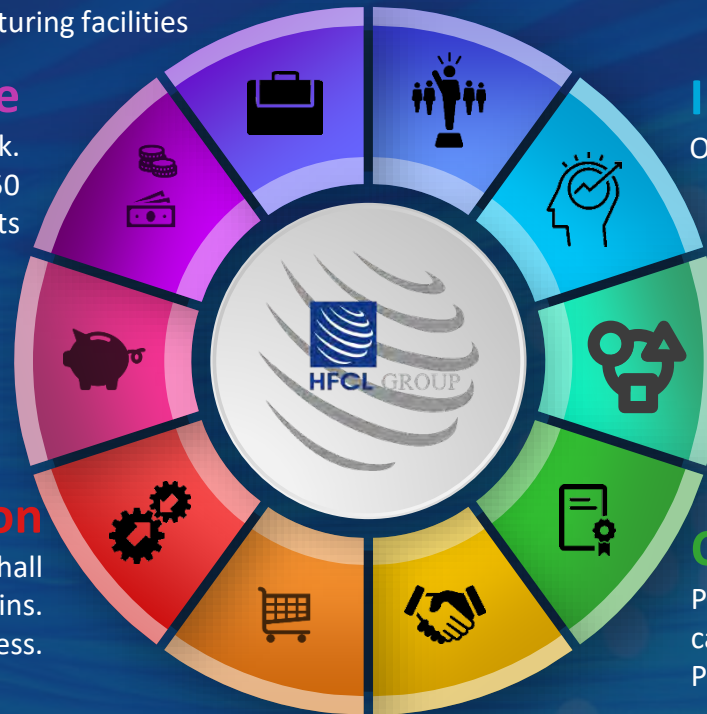 turing facilities
e
k.
50
ts
I
O
HFCL GROUP
on
hall
ins.
ess.
P
ca
P